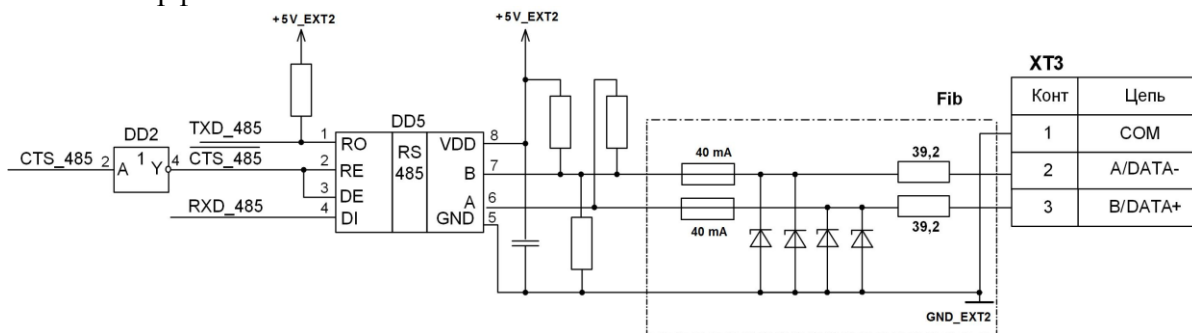 +5V_EXT2
+5V_EXT2
XT3
Конт Цепь
1 COM
2 A/DATA-
3 B/DATA+
Fib
DD2
CTS_485 2 A 1 Y 4 CTS_485
TXD_485
RXD_485
DD5
1 RO
2 RE
3 DE
4 DI
RS
485
VDD 8
B 7
A 6
GND 5
40 mA
40 mA
39,2
39,2
GND_EXT2